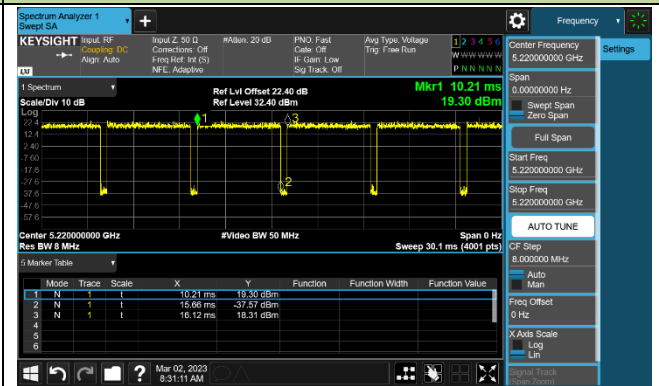 Spectrum Analyzer 1
Swept SA
+
Frequency
KEYSIGHT
Input: RF
Coupling: DC
Align: Auto
Input Z: 50 Ω
Corrections: Off
Freq Ref: Int (S)
NFE: Adaptive
#Atten: 20 dB
PNO: Fast
Gate: Off
IF Gain: Low
Sig Track: Off
Avg Type: Voltage
Trig: Free Run
1 2 3 4 5 6
W W W W W W
P N N N N N
LXI
Center Frequency
5.220000000 GHz
Settings
Span
0.00000000 Hz
Swept Span
Zero Span
Full Span
Start Freq
5.220000000 GHz
Stop Freq
5.220000000 GHz
AUTO TUNE
CF Step
8.000000 MHz
Auto
Man
Freq Offset
0 Hz
X Axis Scale
Log
Lin
Signal Track
(Span Zoom)
1 Spectrum
Scale/Div 10 dB
Ref Lvl Offset 22.40 dB
Ref Level 32.40 dBm
Mkr1 10.21 ms
19.30 dBm
Log
22.4
12.4
2.40
-7.60
-17.6
-27.6
-37.6
-47.6
-57.6
1
3
2
Center 5.220000000 GHz
#Video BW 50 MHz
Span 0 Hz
Res BW 8 MHz
Sweep 30.1 ms (4001 pts)
5 Marker Table
Mode Trace Scale X Y Function Function Width Function Value
1 N 1 t 10.21 ms 19.30 dBm
2 N 1 t 15.66 ms -37.57 dBm
3 N 1 t 16.12 ms 18.31 dBm
4
5
6
?
Mar 02, 2023
8:31:11 AM